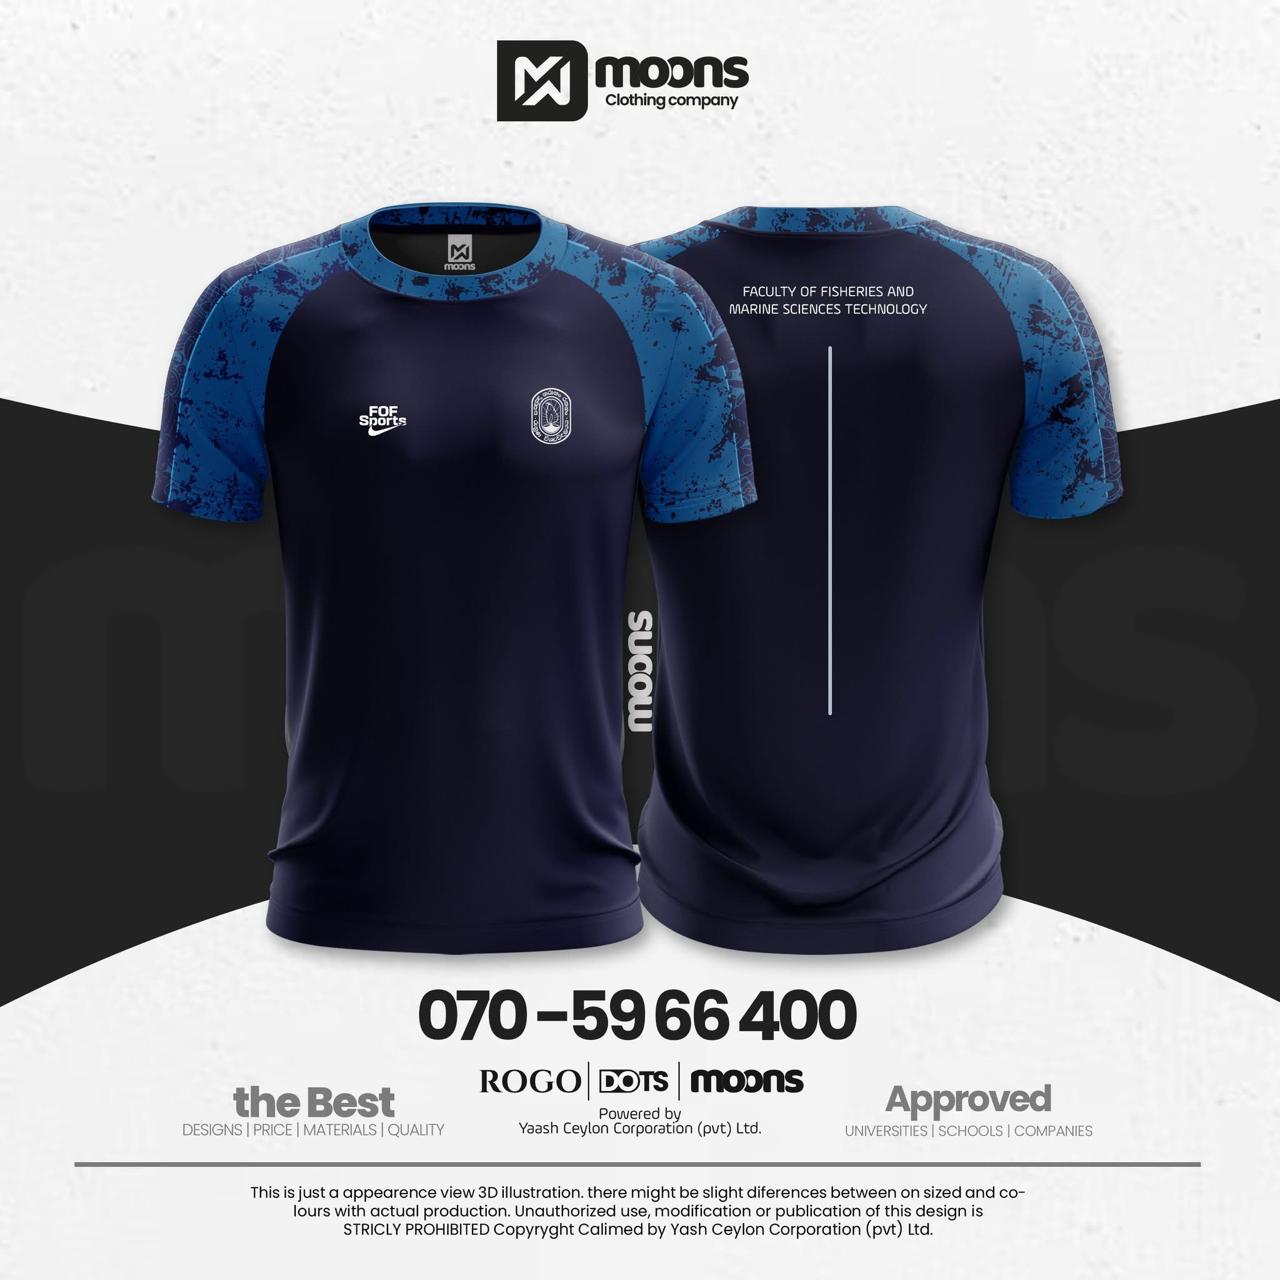 moons
Clothing company
moons
FACULTY OF FISHERIES AND
MARINE SCIENCES TECHNOLOGY
FOF
Sports
moons
070-59 66 400
ROGO | DOTS | moons
the Best
DESIGNS | PRICE | MATERIALS | QUALITY
Powered by
Yaash Ceylon Corporation (pvt) Ltd.
Approved
UNIVERSITIES | SCHOOLS | COMPANIES
This is just a appearence view 3D illustration. there might be slight diferences between on sized and co-
lours with actual production. Unauthorized use, modification or publication of this design is
STRICLY PROHIBITED Copyryght Calimed by Yash Ceylon Corporation (pvt) Ltd.